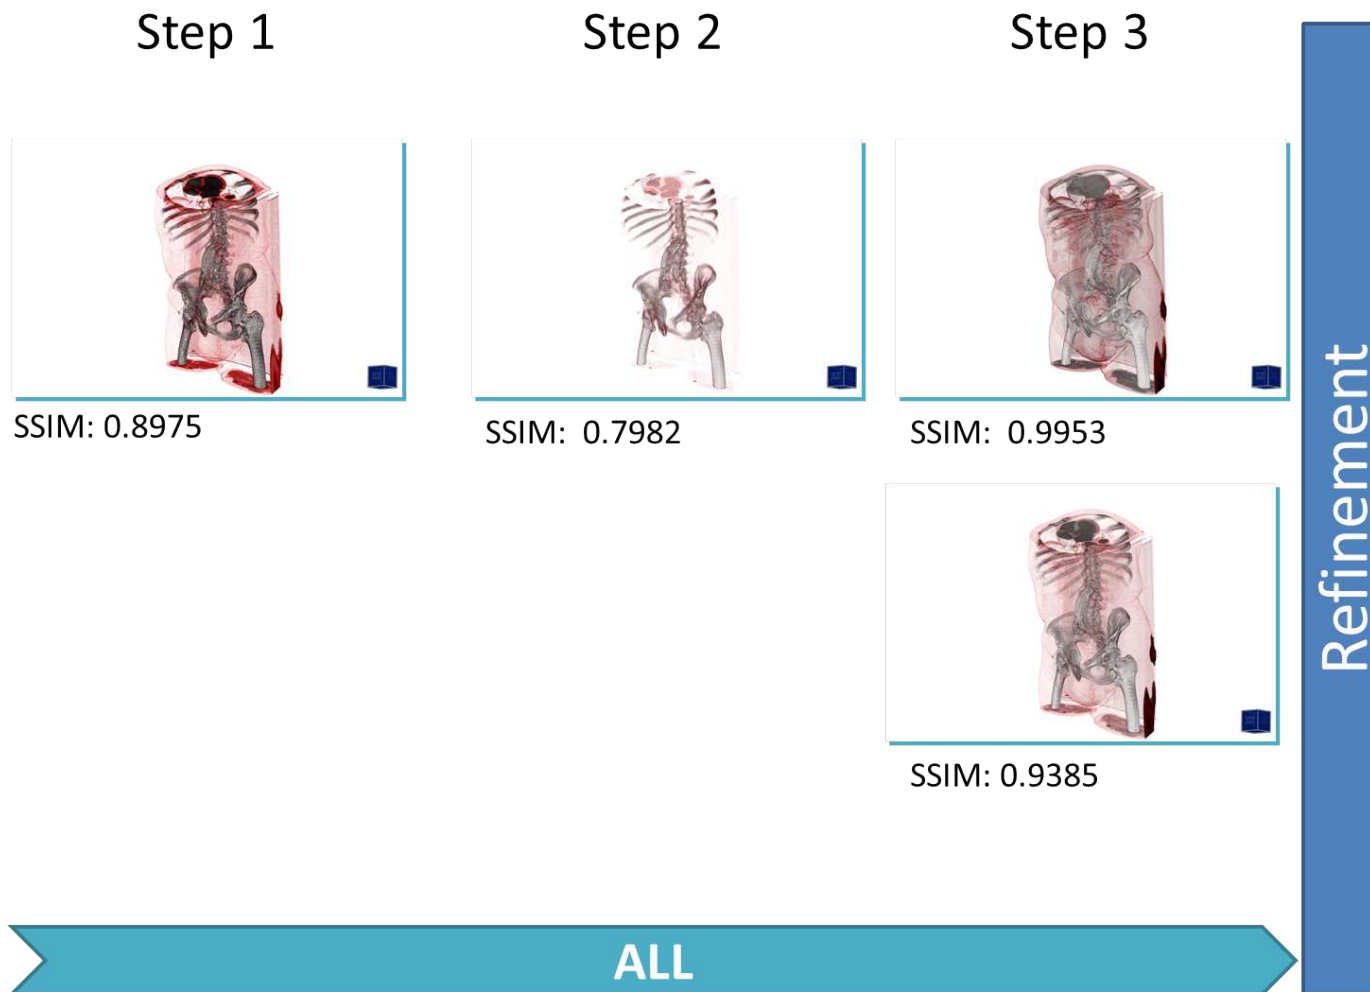 Step 1
Step 2
Step 3
SSIM: 0.8975
SSIM: 0.7982
SSIM: 0.9953
SSIM: 0.9385
Refinement
ALL